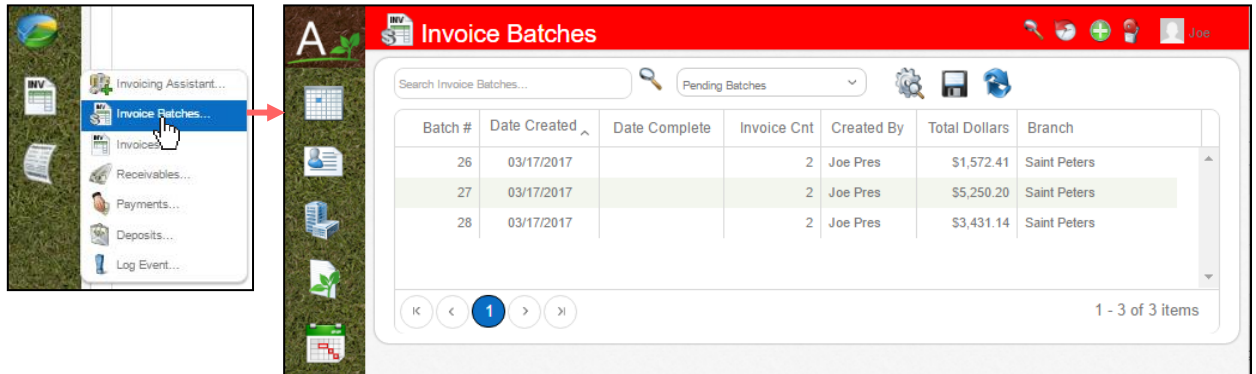 INV
Invoicing Assistant...
INV
Invoice Batches...
INV
Invoices
Receivables...
Payments...
Deposits...
Log Event...
A
INV
Invoice Batches
Joe
Search Invoice Batches...
Pending Batches
Batch # Date Created Date Complete Invoice Cnt Created By Total Dollars Branch
26 03/17/2017 2 Joe Pres $1,572.41 Saint Peters
27 03/17/2017 2 Joe Pres $5,250.20 Saint Peters
28 03/17/2017 2 Joe Pres $3,431.14 Saint Peters
1
1 - 3 of 3 items